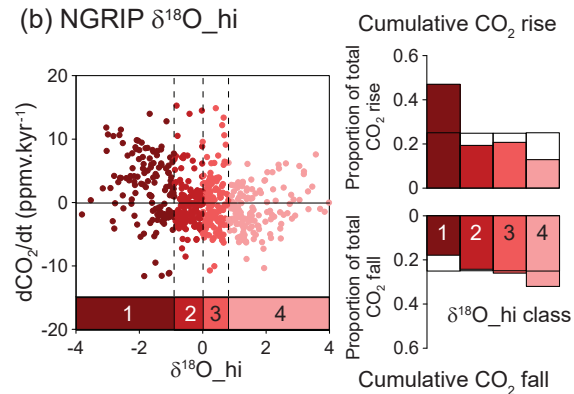 (b) NGRIP δ¹⁸O_hi
Cumulative CO₂ rise
20
10
0
-10
-20
dCO₂/dt (ppmv.kyr⁻¹)
1 2 3 4
-4 -2 0 2 4
δ¹⁸O_hi
0.6
0.4
0.2
0
Proportion of total
CO₂ rise
0
0.2
0.4
0.6
Proportion of total
CO₂ fall
1 2 3 4
δ¹⁸O_hi class
Cumulative CO₂ fall